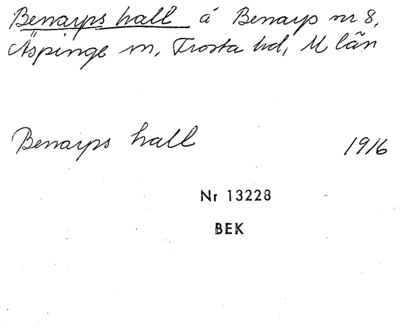 Benarps hall å Benarp nr 8,
Äspinge sn, Frosta hd, M län
Benarps hall 1916
Nr 13228
BEK